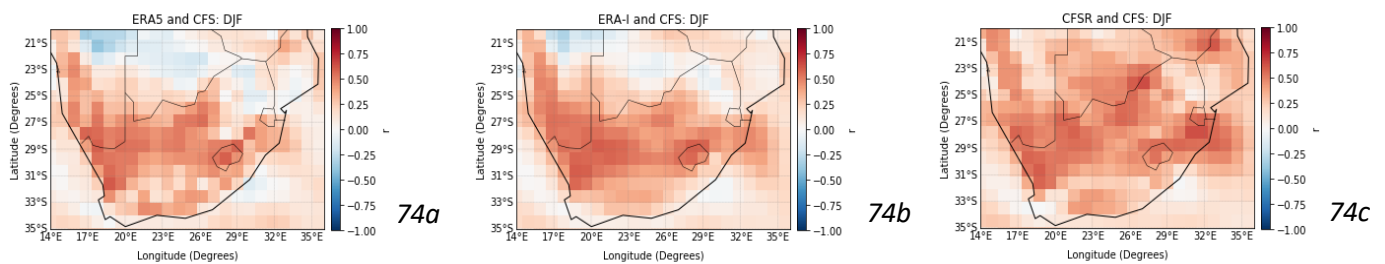 ERA5 and CFS: DJF
21°S
23°S
25°S
27°S
29°S
31°S
33°S
35°S
Latitude (Degrees)
14°E 17°E 20°E 23°E 26°E 29°E 32°E 35°E
Longitude (Degrees)
1.00
0.75
0.50
0.25
0.00
−0.25
−0.50
−0.75
−1.00
r
74a
ERA-I and CFS: DJF
21°S
23°S
25°S
27°S
29°S
31°S
33°S
35°S
Latitude (Degrees)
14°E 17°E 20°E 23°E 26°E 29°E 32°E 35°E
Longitude (Degrees)
1.00
0.75
0.50
0.25
0.00
−0.25
−0.50
−0.75
−1.00
r
74b
CFSR and CFS: DJF
21°S
23°S
25°S
27°S
29°S
31°S
33°S
35°S
Latitude (Degrees)
14°E 17°E 20°E 23°E 26°E 29°E 32°E 35°E
Longitude (Degrees)
1.00
0.75
0.50
0.25
0.00
−0.25
−0.50
−0.75
−1.00
r
74c